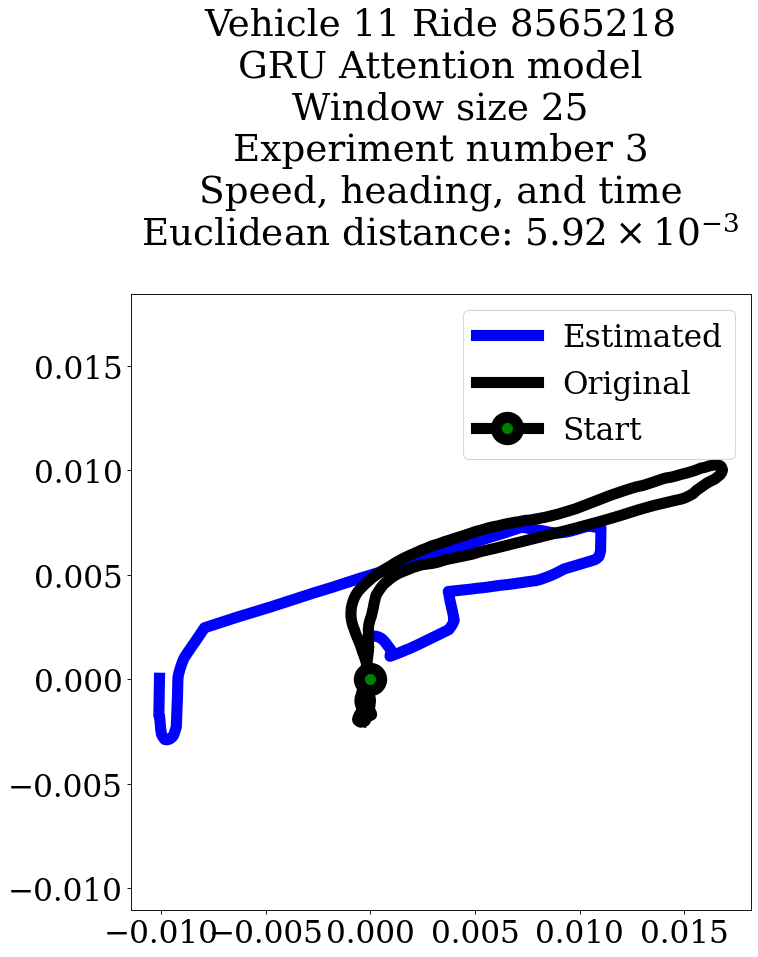 Vehicle 11 Ride 8565218
GRU Attention model
Window size 25
Experiment number 3
Speed, heading, and time
Euclidean distance: 5.92 × 10⁻³
Estimated
Original
Start
0.015
0.010
0.005
0.000
−0.005
−0.010
−0.010 −0.005 0.000 0.005 0.010 0.015